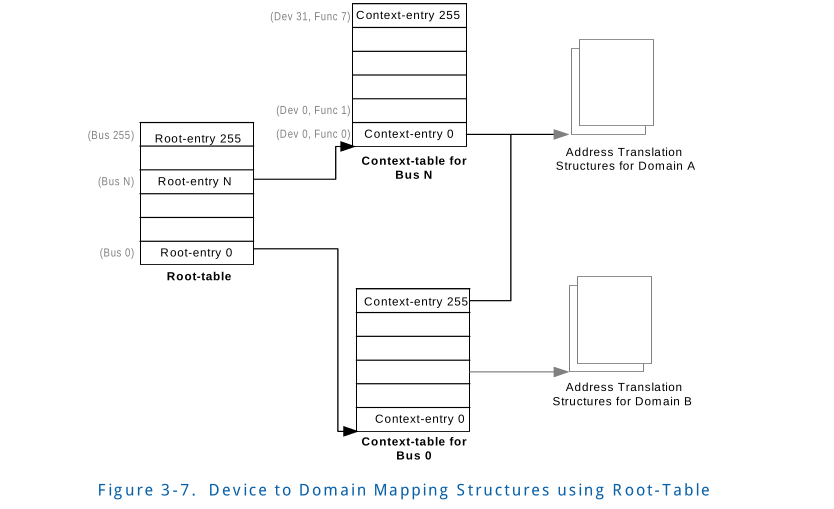 (Dev 31, Func 7)
Context-entry 255
(Dev 0, Func 1)
(Dev 0, Func 0)
Context-entry 0
Context-table for
Bus N
Address Translation
Structures for Domain A
(Bus 255)
Root-entry 255
(Bus N)
Root-entry N
(Bus 0)
Root-entry 0
Root-table
Context-entry 255
Context-entry 0
Context-table for
Bus 0
Address Translation
Structures for Domain B
Figure 3-7. Device to Domain Mapping Structures using Root-Table